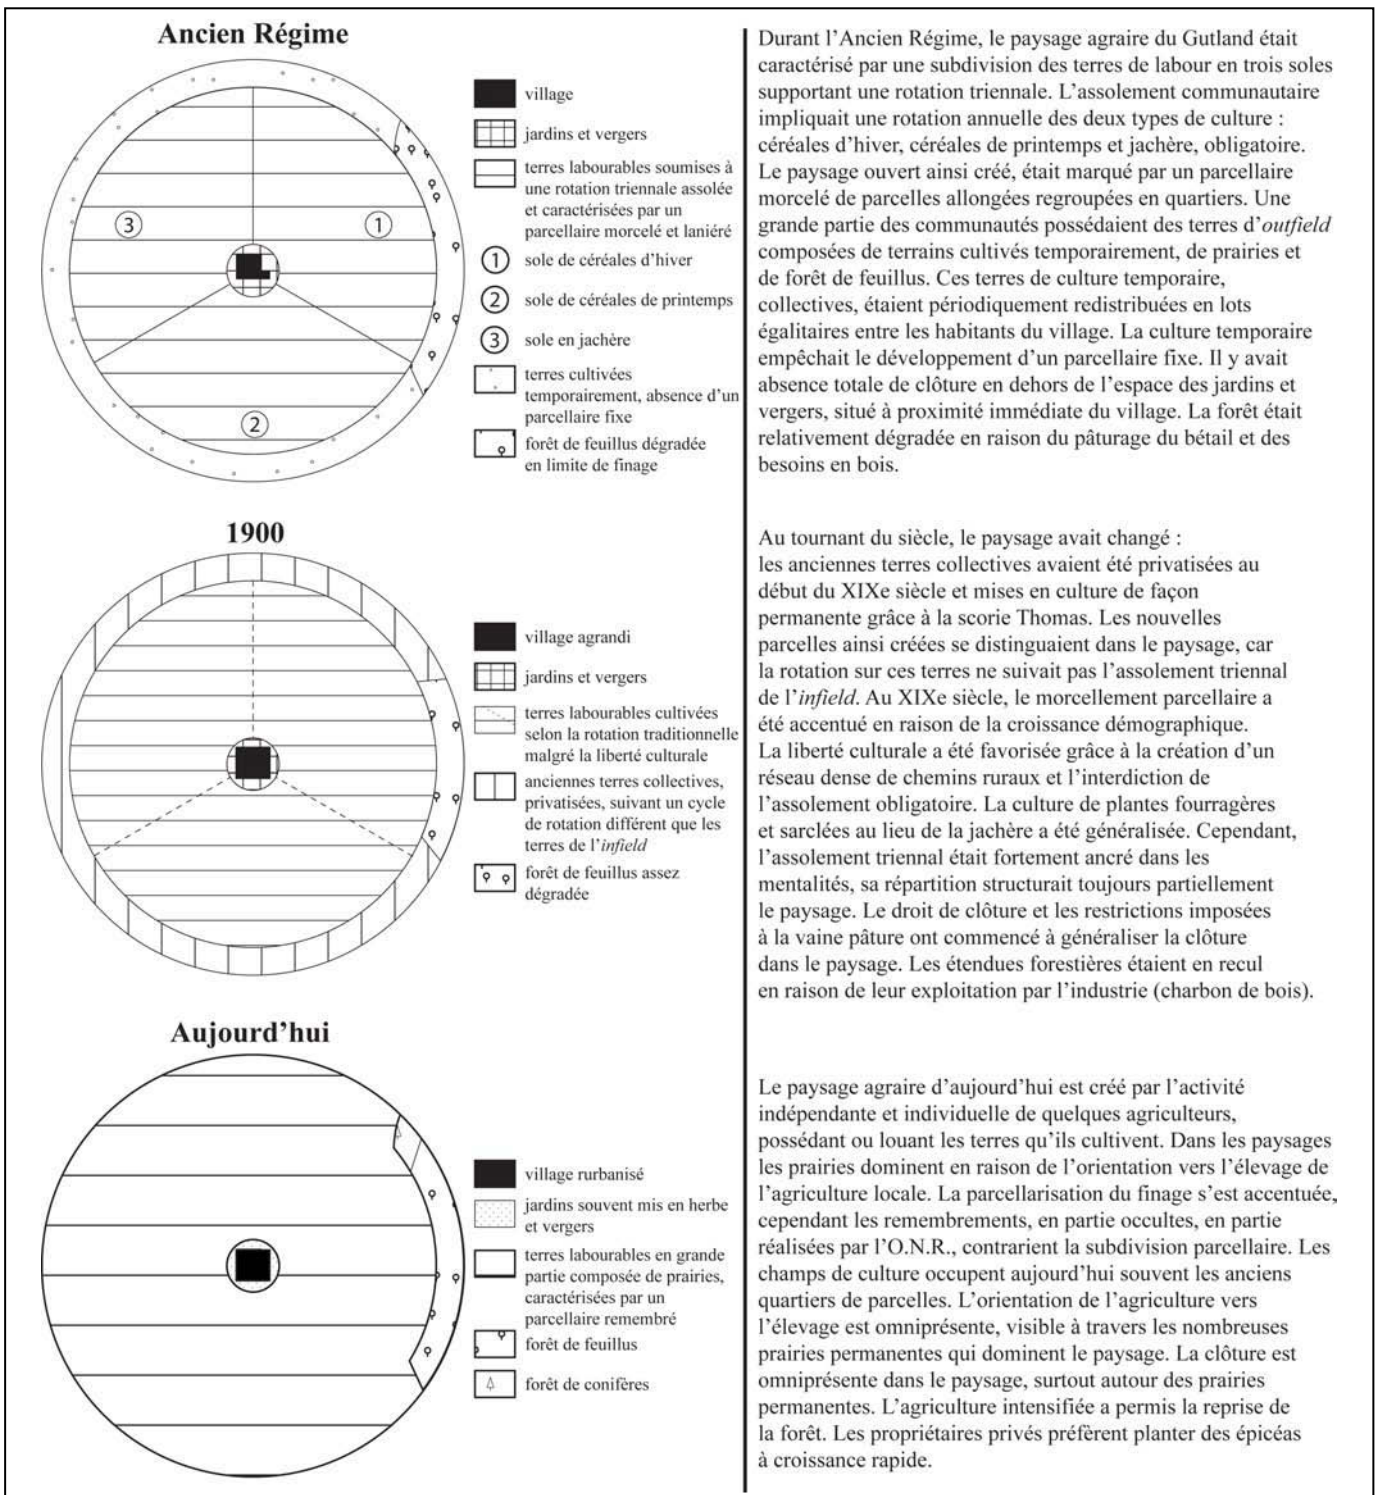 Ancien Régime
3
1
2
village
jardins et vergers
terres labourables soumises à
une rotation triennale assolée
et caractérisées par un
parcellaire morcelé et laniéré
1 sole de céréales d'hiver
2 sole de céréales de printemps
3 sole en jachère
terres cultivées
temporairement, absence d'un
parcellaire fixe
forêt de feuillus dégradée
en limite de finage
Durant l'Ancien Régime, le paysage agraire du Gutland était
caractérisé par une subdivision des terres de labour en trois soles
supportant une rotation triennale. L'assolement communautaire
impliquait une rotation annuelle des deux types de culture :
céréales d'hiver, céréales de printemps et jachère, obligatoire.
Le paysage ouvert ainsi créé, était marqué par un parcellaire
morcelé de parcelles allongées regroupées en quartiers. Une
grande partie des communautés possédaient des terres d'outfield
composées de terrains cultivés temporairement, de prairies et
de forêt de feuillus. Ces terres de culture temporaire,
collectives, étaient périodiquement redistribuées en lots
égalitaires entre les habitants du village. La culture temporaire
empêchait le développement d'un parcellaire fixe. Il y avait
absence totale de clôture en dehors de l'espace des jardins et
vergers, situé à proximité immédiate du village. La forêt était
relativement dégradée en raison du pâturage du bétail et des
besoins en bois.
1900
village agrandi
jardins et vergers
terres labourables cultivées
selon la rotation traditionnelle
malgré la liberté culturale
anciennes terres collectives,
privatisées, suivant un cycle
de rotation différent que les
terres de l'infield
forêt de feuillus assez
dégradée
Au tournant du siècle, le paysage avait changé :
les anciennes terres collectives avaient été privatisées au
début du XIXe siècle et mises en culture de façon
permanente grâce à la scorie Thomas. Les nouvelles
parcelles ainsi créées se distinguaient dans le paysage, car
la rotation sur ces terres ne suivait pas l'assolement triennal
de l'infield. Au XIXe siècle, le morcellement parcellaire a
été accentué en raison de la croissance démographique.
La liberté culturale a été favorisée grâce à la création d'un
réseau dense de chemins ruraux et l'interdiction de
l'assolement obligatoire. La culture de plantes fourragères
et sarclées au lieu de la jachère a été généralisée. Cependant,
l'assolement triennal était fortement ancré dans les
mentalités, sa répartition structurait toujours partiellement
le paysage. Le droit de clôture et les restrictions imposées
à la vaine pâture ont commencé à généraliser la clôture
dans le paysage. Les étendues forestières étaient en recul
en raison de leur exploitation par l'industrie (charbon de bois).
Aujourd'hui
village rurbanisé
jardins souvent mis en herbe
et vergers
terres labourables en grande
partie composée de prairies,
caractérisées par un
parcellaire remembré
forêt de feuillus
forêt de conifères
Le paysage agraire d'aujourd'hui est créé par l'activité
indépendante et individuelle de quelques agriculteurs,
possédant ou louant les terres qu'ils cultivent. Dans les paysages
les prairies dominent en raison de l'orientation vers l'élevage de
l'agriculture locale. La parcellarisation du finage s'est accentuée,
cependant les remembrements, en partie occultes, en partie
réalisées par l'O.N.R., contrarient la subdivision parcellaire. Les
champs de culture occupent aujourd'hui souvent les anciens
quartiers de parcelles. L'orientation de l'agriculture vers
l'élevage est omniprésente, visible à travers les nombreuses
prairies permanentes qui dominent le paysage. La clôture est
omniprésente dans le paysage, surtout autour des prairies
permanentes. L'agriculture intensifiée a permis la reprise de
la forêt. Les propriétaires privés préfèrent planter des épicéas
à croissance rapide.